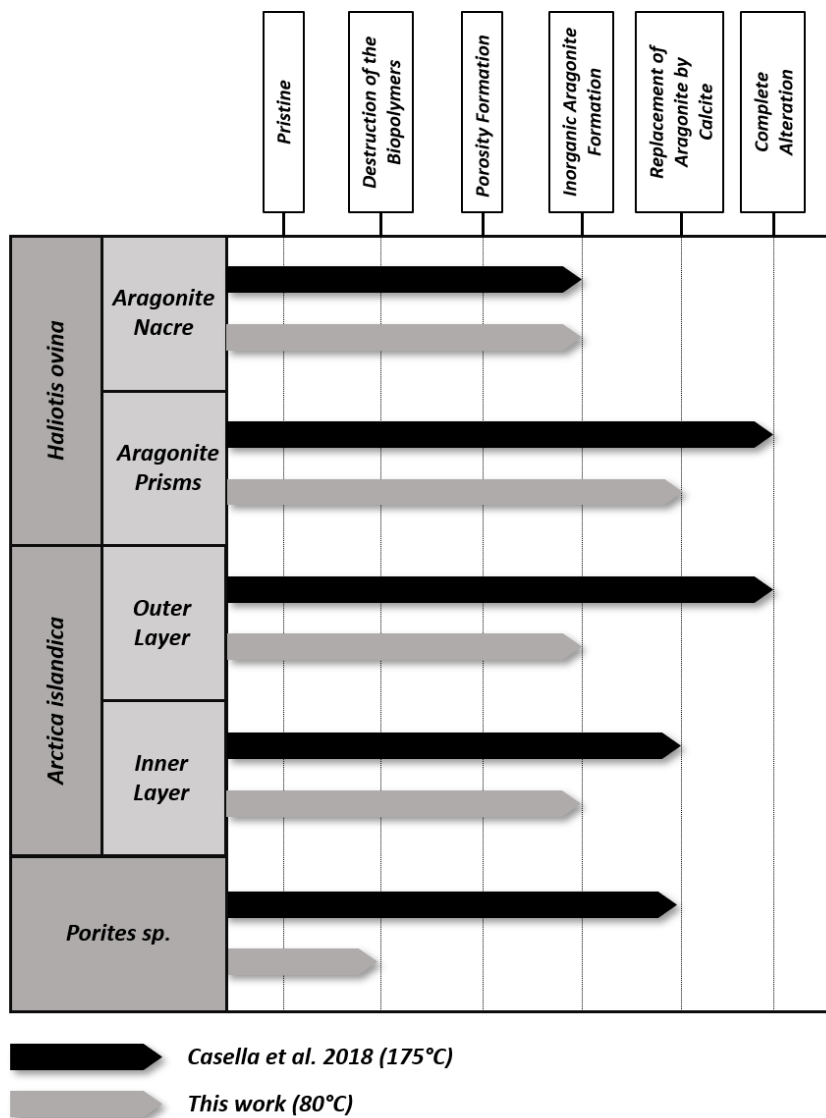 Pristine
Destruction of the
Biopolymers
Porosity Formation
Inorganic Aragonite
Formation
Replacement of
Aragonite by
Calcite
Complete
Alteration
Haliotis ovina
Aragonite
Nacre
Aragonite
Prisms
Arctica islandica
Outer
Layer
Inner
Layer
Porites sp.
Casella et al. 2018 (175°C)
This work (80°C)